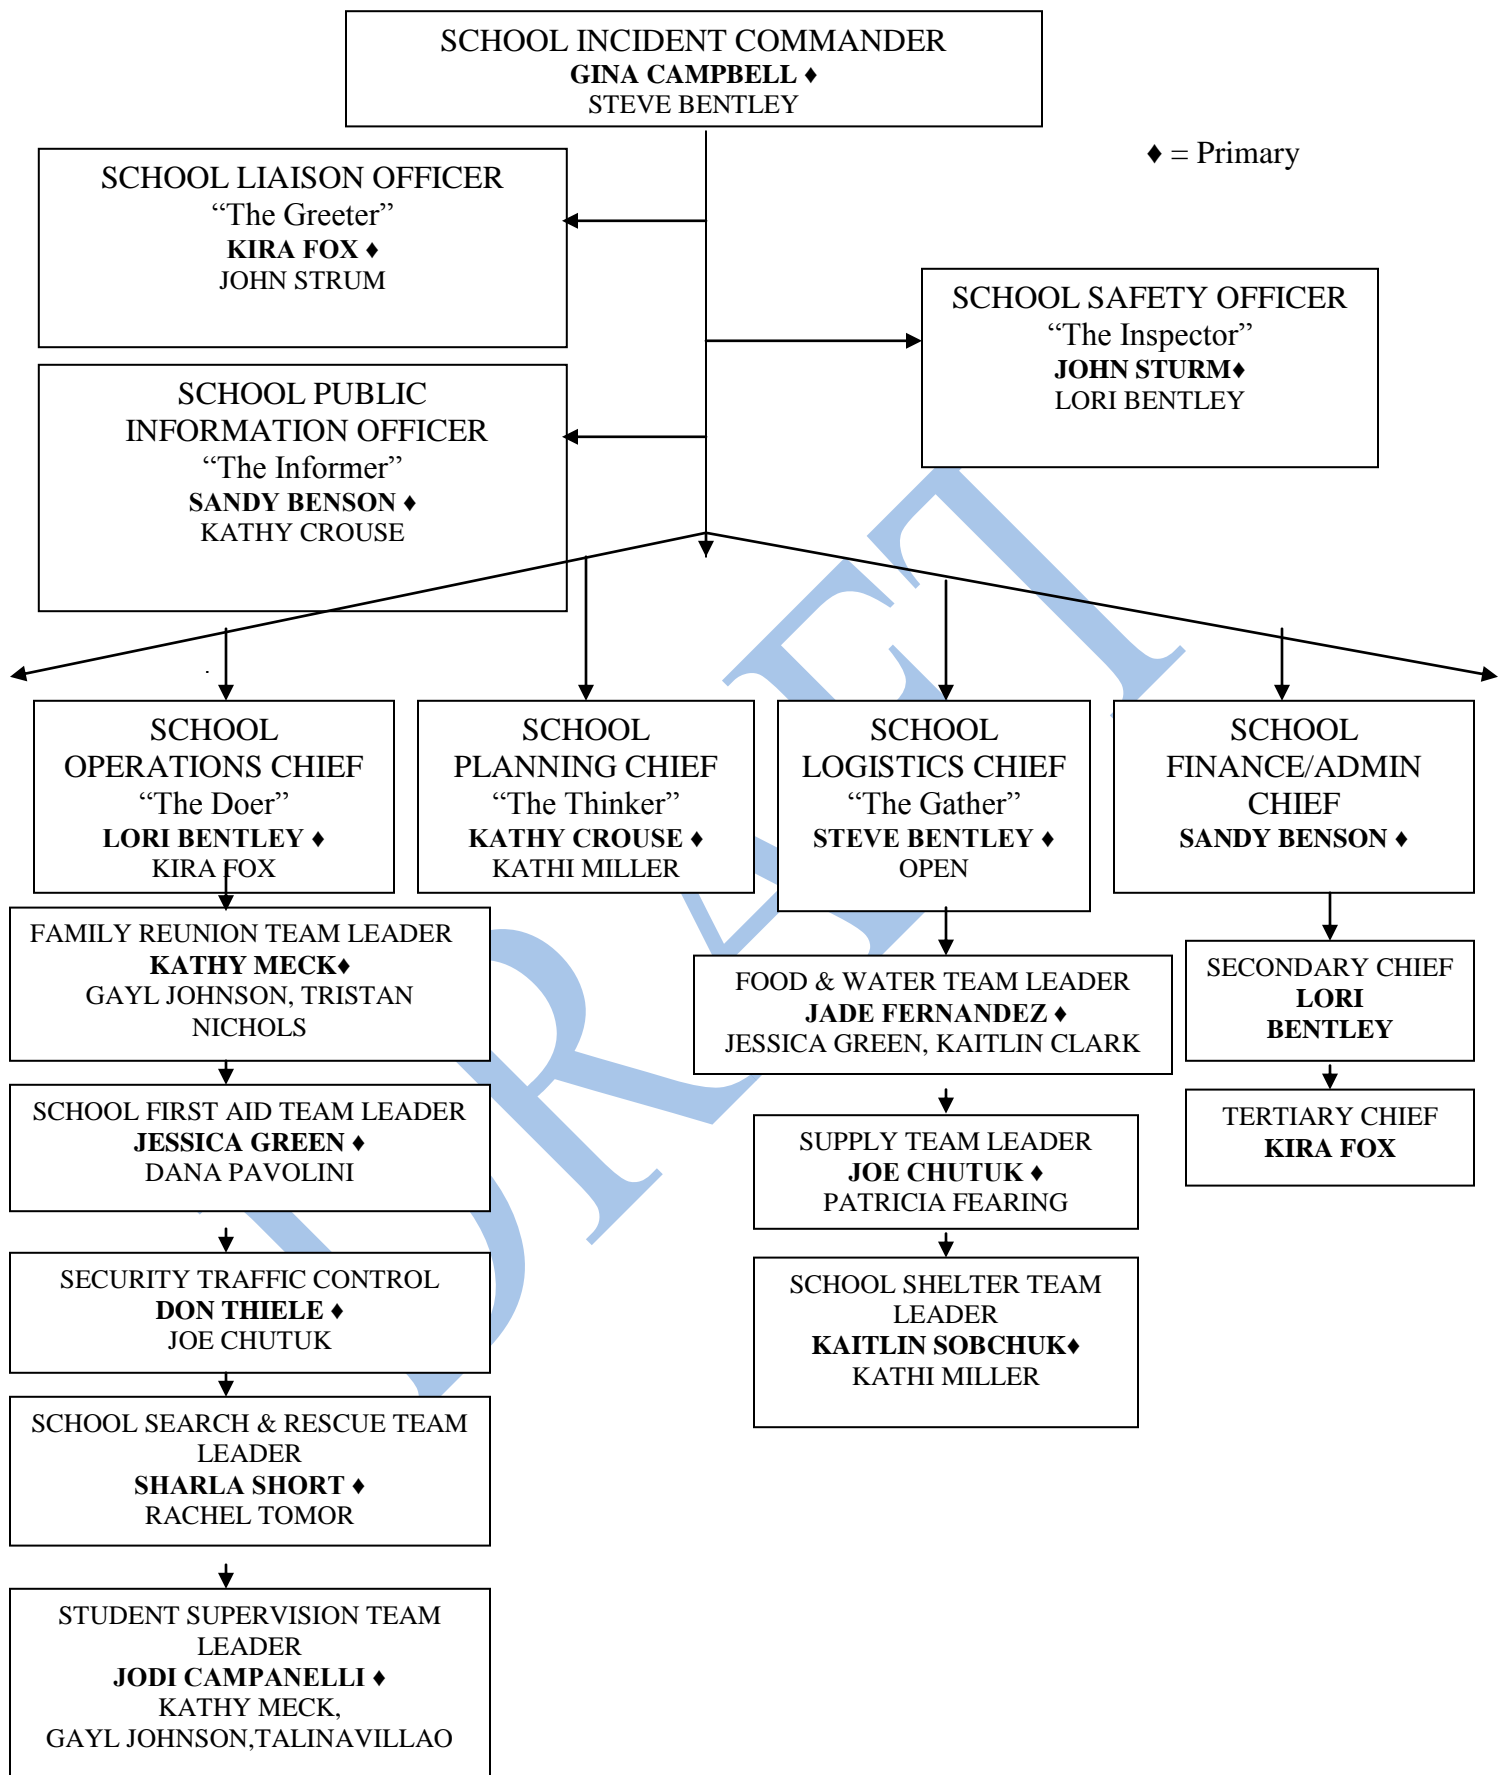 SCHOOL INCIDENT COMMANDER
GINA CAMPBELL ♦
STEVE BENTLEY
♦ = Primary
SCHOOL LIAISON OFFICER
“The Greeter”
KIRA FOX ♦
JOHN STRUM
SCHOOL SAFETY OFFICER
“The Inspector”
JOHN STURM♦
LORI BENTLEY
SCHOOL PUBLIC
INFORMATION OFFICER
“The Informer”
SANDY BENSON ♦
KATHY CROUSE
SCHOOL
OPERATIONS CHIEF
“The Doer”
LORI BENTLEY ♦
KIRA FOX
SCHOOL
PLANNING CHIEF
“The Thinker”
KATHY CROUSE ♦
KATHI MILLER
SCHOOL
LOGISTICS CHIEF
“The Gather”
STEVE BENTLEY ♦
OPEN
SCHOOL
FINANCE/ADMIN
CHIEF
SANDY BENSON ♦
FAMILY REUNION TEAM LEADER
KATHY MECK♦
GAYL JOHNSON, TRISTAN
NICHOLS
SCHOOL FIRST AID TEAM LEADER
JESSICA GREEN ♦
DANA PAVOLINI
SECURITY TRAFFIC CONTROL
DON THIELE ♦
JOE CHUTUK
SCHOOL SEARCH & RESCUE TEAM
LEADER
SHARLA SHORT ♦
RACHEL TOMOR
STUDENT SUPERVISION TEAM
LEADER
JODI CAMPANELLI ♦
KATHY MECK,
GAYL JOHNSON,TALINAVILLAO
FOOD & WATER TEAM LEADER
JADE FERNANDEZ ♦
JESSICA GREEN, KAITLIN CLARK
SUPPLY TEAM LEADER
JOE CHUTUK ♦
PATRICIA FEARING
SCHOOL SHELTER TEAM
LEADER
KAITLIN SOBCHUK♦
KATHI MILLER
SECONDARY CHIEF
LORI
BENTLEY
TERTIARY CHIEF
KIRA FOX
DRAFT